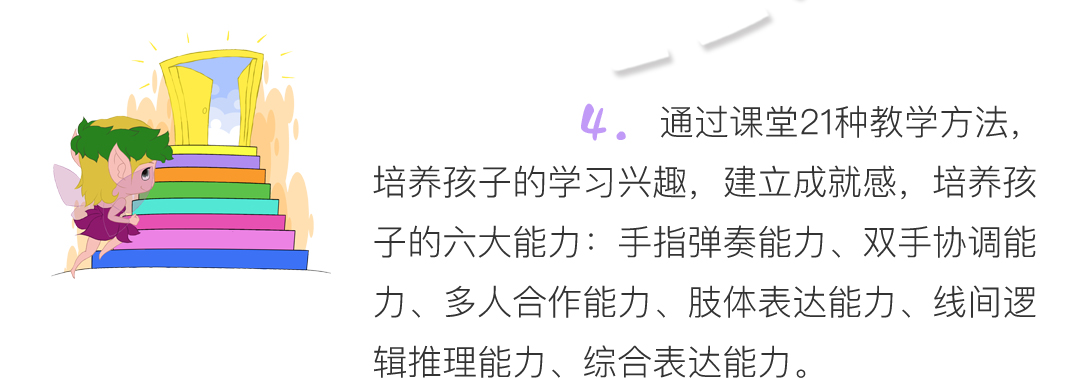 4. 通过课堂21种教学方法，
培养孩子的学习兴趣，建立成就感，培养孩
子的六大能力：手指弹奏能力、双手协调能
力、多人合作能力、肢体表达能力、线间逻
辑推理能力、综合表达能力。